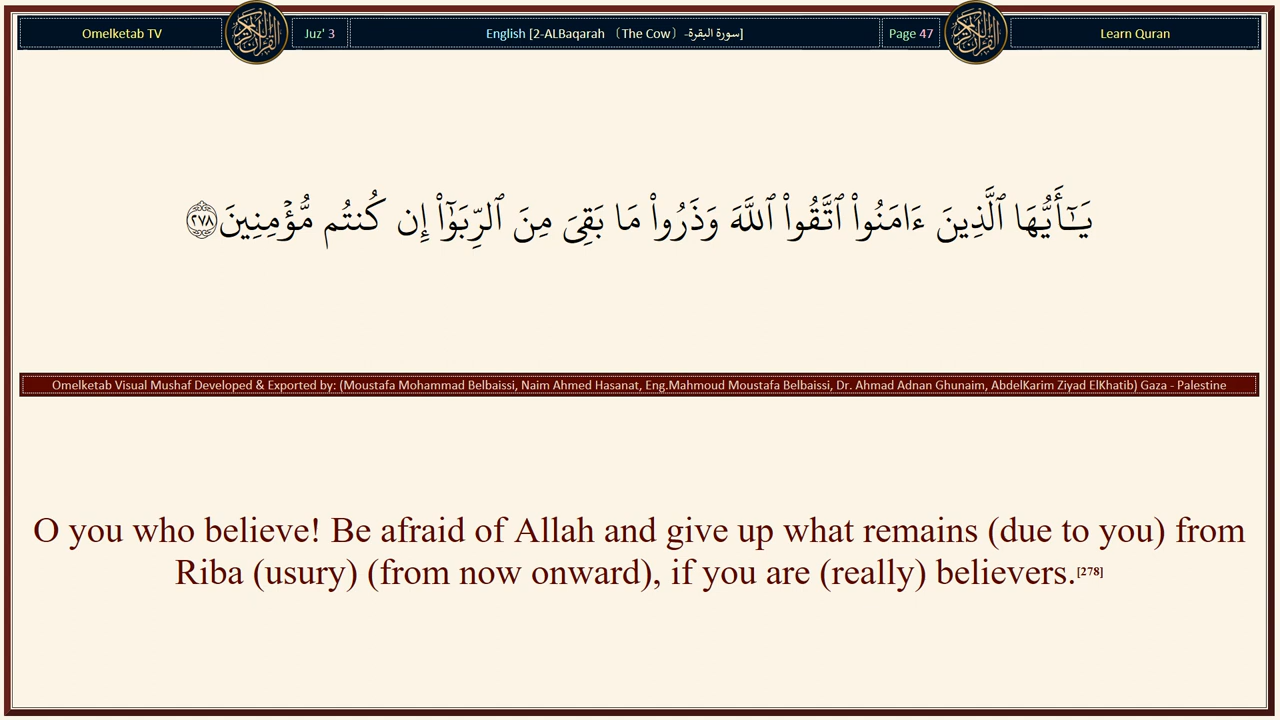 Omelketab TV
Juz' 3
English [2-ALBaqarah （The Cow） -سورة البقرة]
Page 47
Learn Quran
يَـٰٓأَيُّهَا ٱلَّذِينَ ءَامَنُوا۟ ٱتَّقُوا۟ ٱللَّهَ وَذَرُوا۟ مَا بَقِىَ مِنَ ٱلرِّبَوٰٓا۟ إِن كُنتُم مُّؤْمِنِينَ ٢٧٨
Omelketab Visual Mushaf Developed & Exported by: (Moustafa Mohammad Belbaissi, Naim Ahmed Hasanat, Eng.Mahmoud Moustafa Belbaissi, Dr. Ahmad Adnan Ghunaim, AbdelKarim Ziyad ElKhatib) Gaza - Palestine
O you who believe! Be afraid of Allah and give up what remains (due to you) from
Riba (usury) (from now onward), if you are (really) believers.[278]